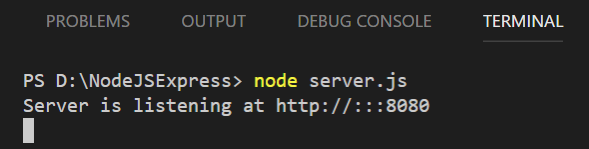 PROBLEMS OUTPUT DEBUG CONSOLE TERMINAL
PS D:\NodeJSExpress> node server.js
Server is listening at http://:::8080